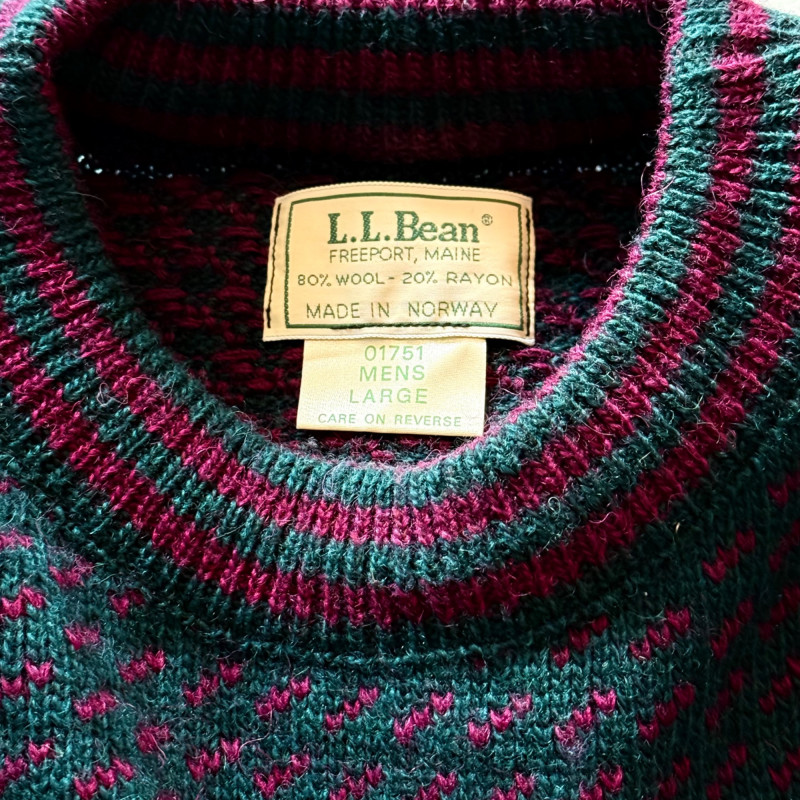 L.L.Bean®
FREEPORT, MAINE
80% WOOL - 20% RAYON
MADE IN NORWAY
01751
MENS
LARGE
CARE ON REVERSE